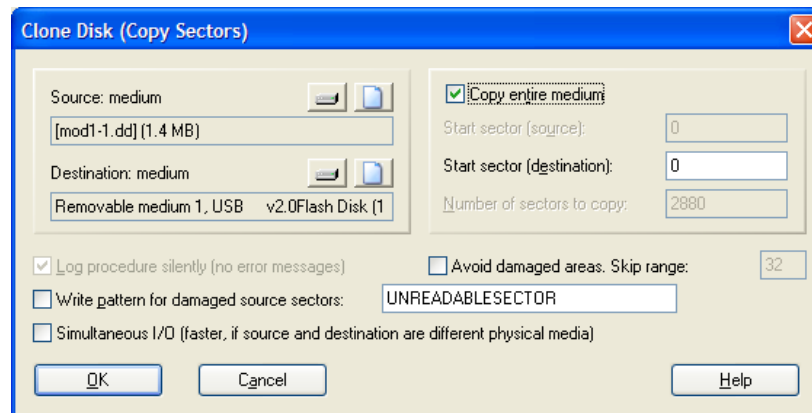 Clone Disk (Copy Sectors)
Source: medium
[mod1-1.dd] (1.4 MB)
Destination: medium
Removable medium 1, USB v2.0Flash Disk (1
Copy entire medium
Start sector (source): 0
Start sector (destination): 0
Number of sectors to copy: 2880
Log procedure silently (no error messages)
Avoid damaged areas. Skip range: 32
Write pattern for damaged source sectors: UNREADABLESECTOR
Simultaneous I/O (faster, if source and destination are different physical media)
OK Cancel Help